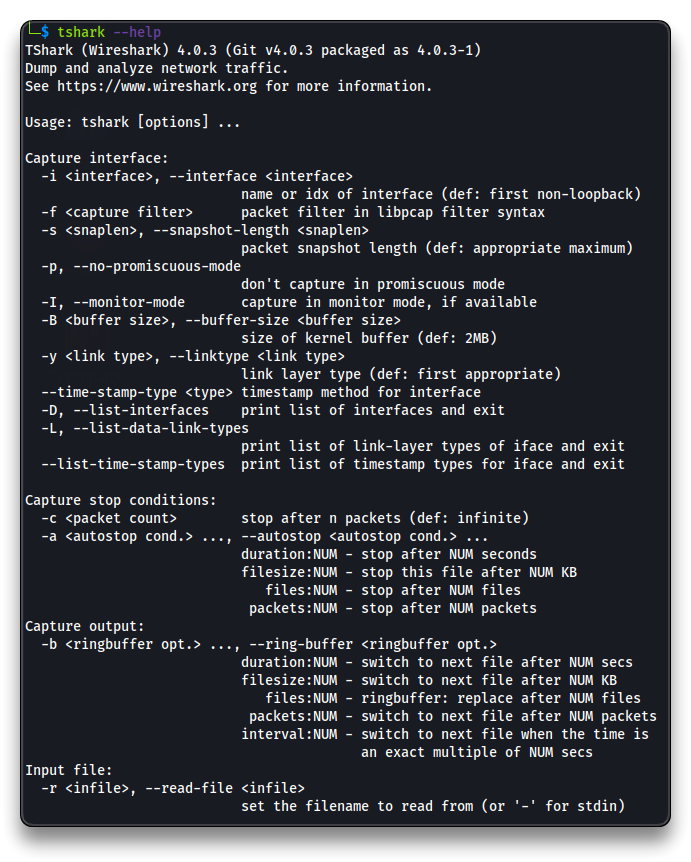 └─$ tshark --help
TShark (Wireshark) 4.0.3 (Git v4.0.3 packaged as 4.0.3-1)
Dump and analyze network traffic.
See https://www.wireshark.org for more information.

Usage: tshark [options] ...

Capture interface:
  -i <interface>, --interface <interface>
                           name or idx of interface (def: first non-loopback)
  -f <capture filter>      packet filter in libpcap filter syntax
  -s <snaplen>, --snapshot-length <snaplen>
                           packet snapshot length (def: appropriate maximum)
  -p, --no-promiscuous-mode
                           don't capture in promiscuous mode
  -I, --monitor-mode       capture in monitor mode, if available
  -B <buffer size>, --buffer-size <buffer size>
                           size of kernel buffer (def: 2MB)
  -y <link type>, --linktype <link type>
                           link layer type (def: first appropriate)
  --time-stamp-type <type> timestamp method for interface
  -D, --list-interfaces    print list of interfaces and exit
  -L, --list-data-link-types
                           print list of link-layer types of iface and exit
  --list-time-stamp-types  print list of timestamp types for iface and exit

Capture stop conditions:
  -c <packet count>        stop after n packets (def: infinite)
  -a <autostop cond.> ..., --autostop <autostop cond.> ...
                           duration:NUM - stop after NUM seconds
                           filesize:NUM - stop this file after NUM KB
                              files:NUM - stop after NUM files
                            packets:NUM - stop after NUM packets
Capture output:
  -b <ringbuffer opt.> ..., --ring-buffer <ringbuffer opt.>
                           duration:NUM - switch to next file after NUM secs
                           filesize:NUM - switch to next file after NUM KB
                              files:NUM - ringbuffer: replace after NUM files
                            packets:NUM - switch to next file after NUM packets
                           interval:NUM - switch to next file when the time is
                                          an exact multiple of NUM secs
Input file:
  -r <infile>, --read-file <infile>
                           set the filename to read from (or '-' for stdin)